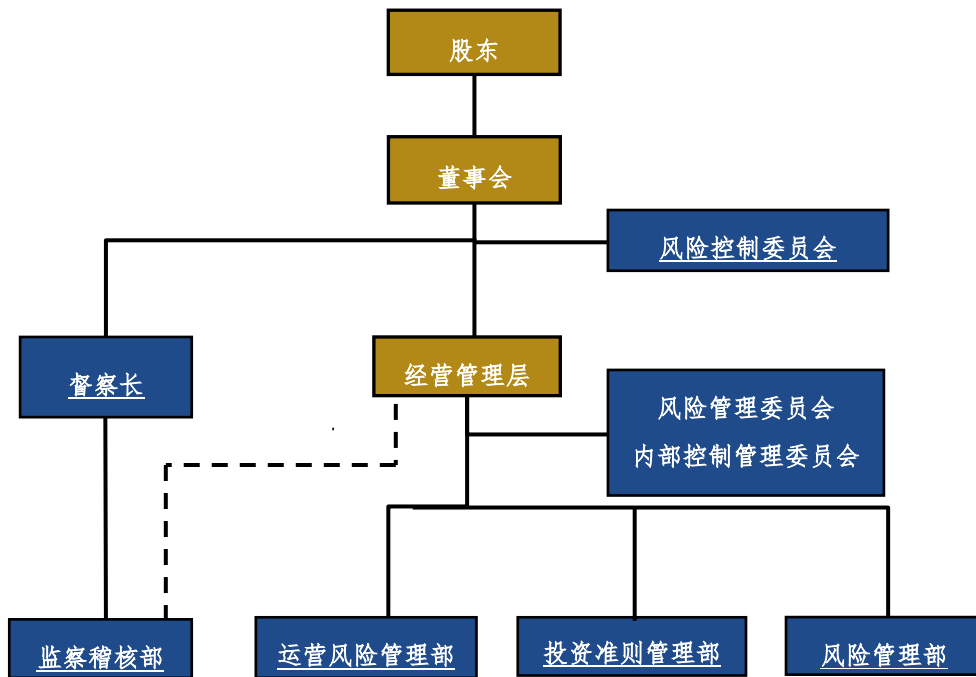 股东
董事会
风险控制委员会
督察长
经营管理层
风险管理委员会
内部控制管理委员会
监察稽核部
运营风险管理部
投资准则管理部
风险管理部